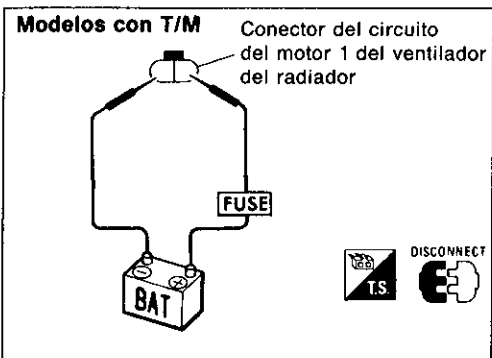 Modelos con T/M
Conector del circuito
del motor 1 del ventilador
del radiador
FUSE
BAT
T.S.
DISCONNECT